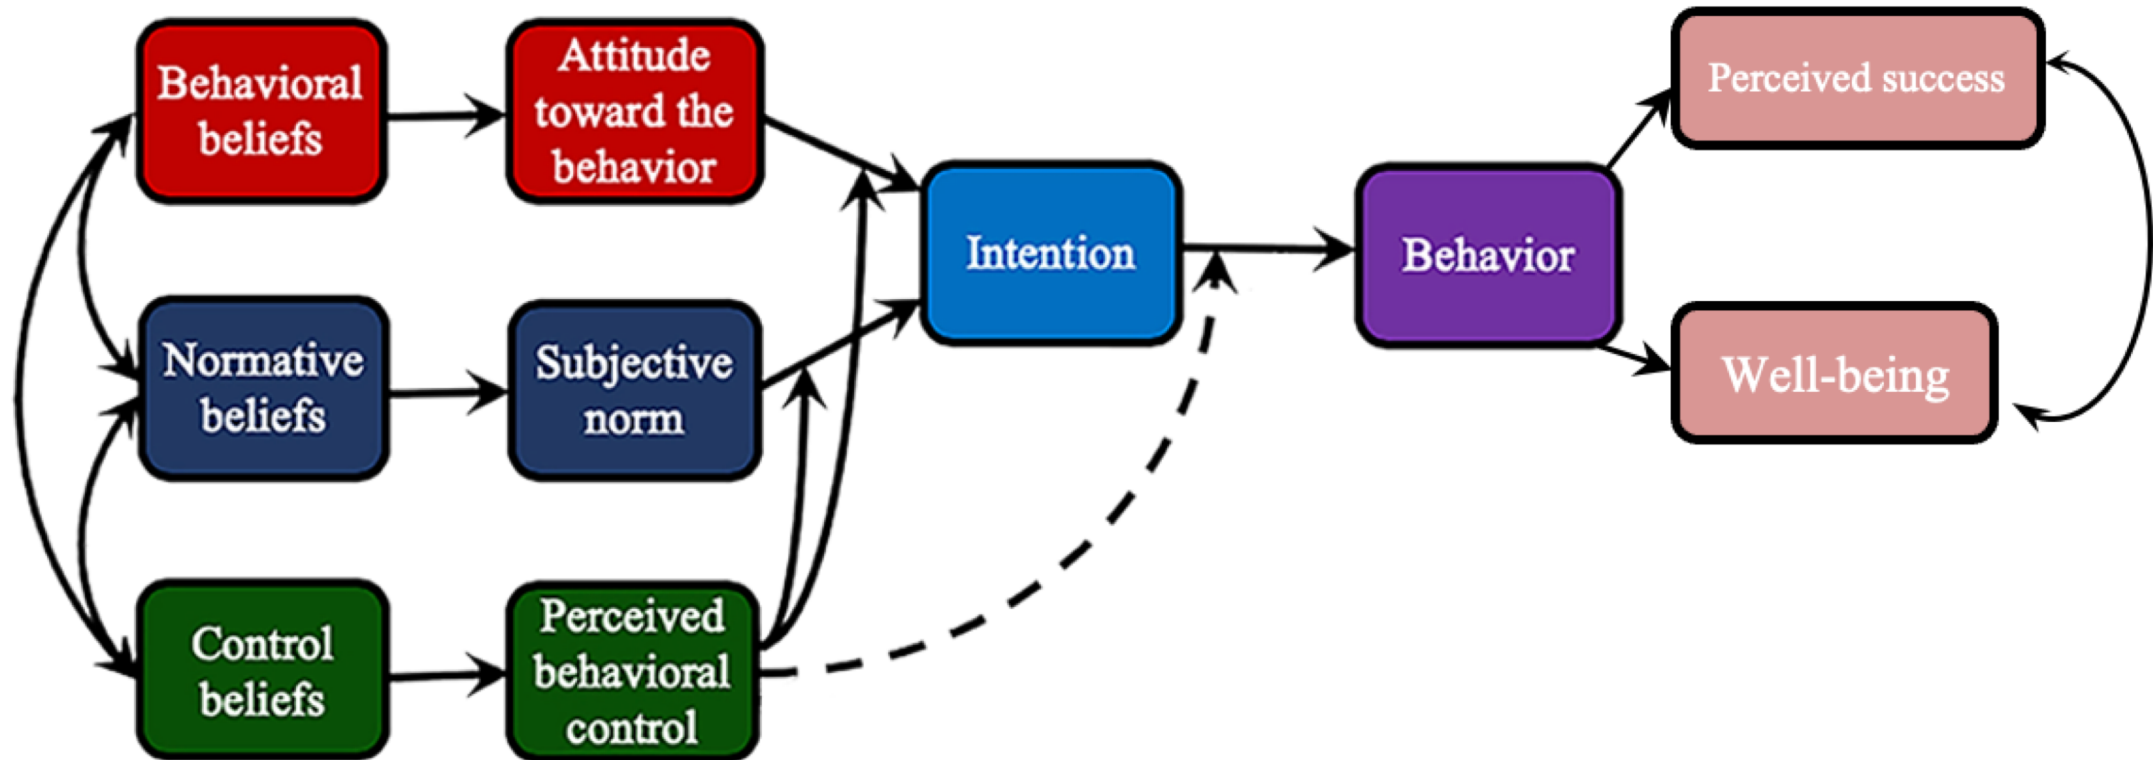 Behavioral
beliefs
Attitude
toward the
behavior
Normative
beliefs
Subjective
norm
Control
beliefs
Perceived
behavioral
control
Intention
Behavior
Perceived success
Well-being